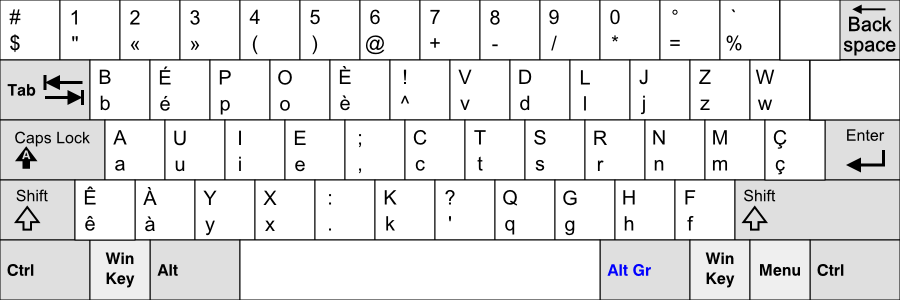 # 1 2 3 4 5 6 7 8 9 0 ° ` Back space
$ " « » ( ) @ + - / * = %
Tab B É P O È ! V D L J Z W
b é p o è ^ v d l j z w
Caps Lock A U I E ; C T S R N M Ç Enter
A a u i e , c t s r n m ç
Shift Ê À Y X : K ? Q G H F Shift
ê à y x . k ' q g h f
Ctrl Win Key Alt Alt Gr Win Key Menu Ctrl